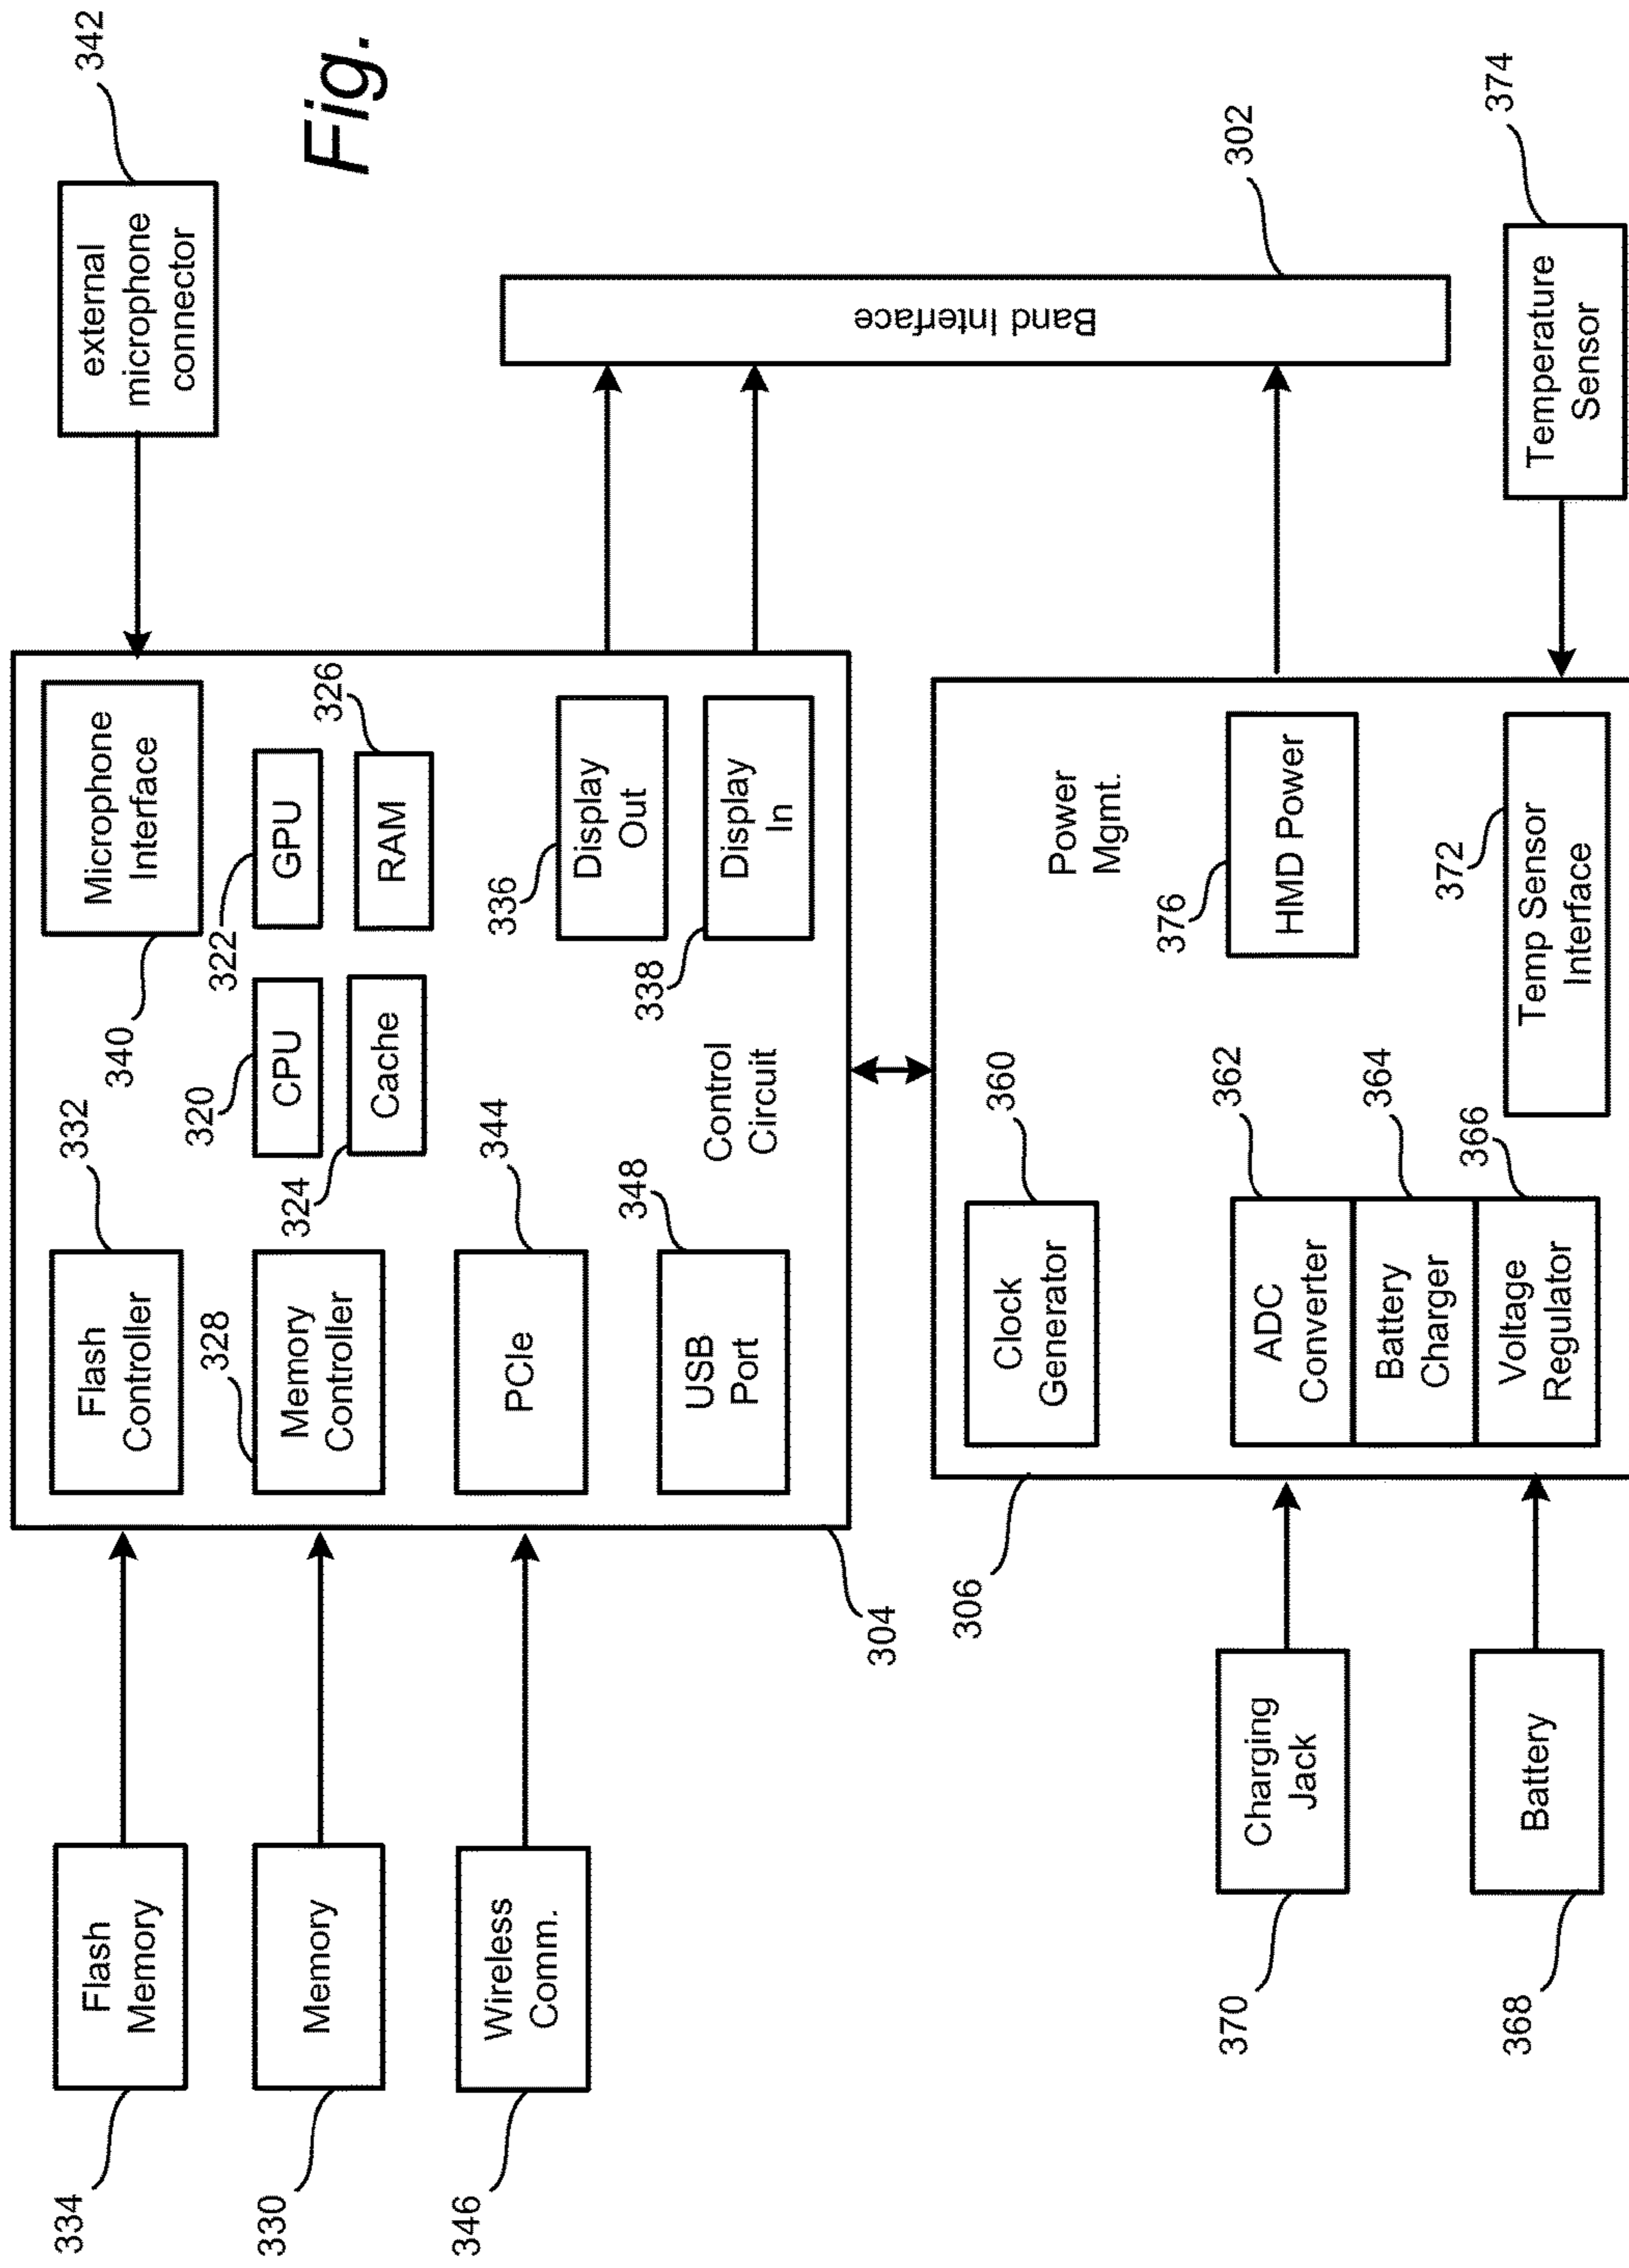 Fig.
342
external
microphone
connector
Microphone
Interface
340
332
Flash
Controller
Flash
Memory
334
322
GPU
326
RAM
320
CPU
324
Cache
328
Memory
Controller
Memory
330
344
PCIe
Wireless
Comm.
346
336
Display
Out
338
Display
In
348
USB
Port
Control
Circuit
304
302
Band Interface
306
Power
Mgmt.
360
Clock
Generator
376
HMD Power
362
ADC
Converter
364
Battery
Charger
366
Voltage
Regulator
372
Temp Sensor
Interface
374
Temperature
Sensor
Charging
Jack
370
Battery
368